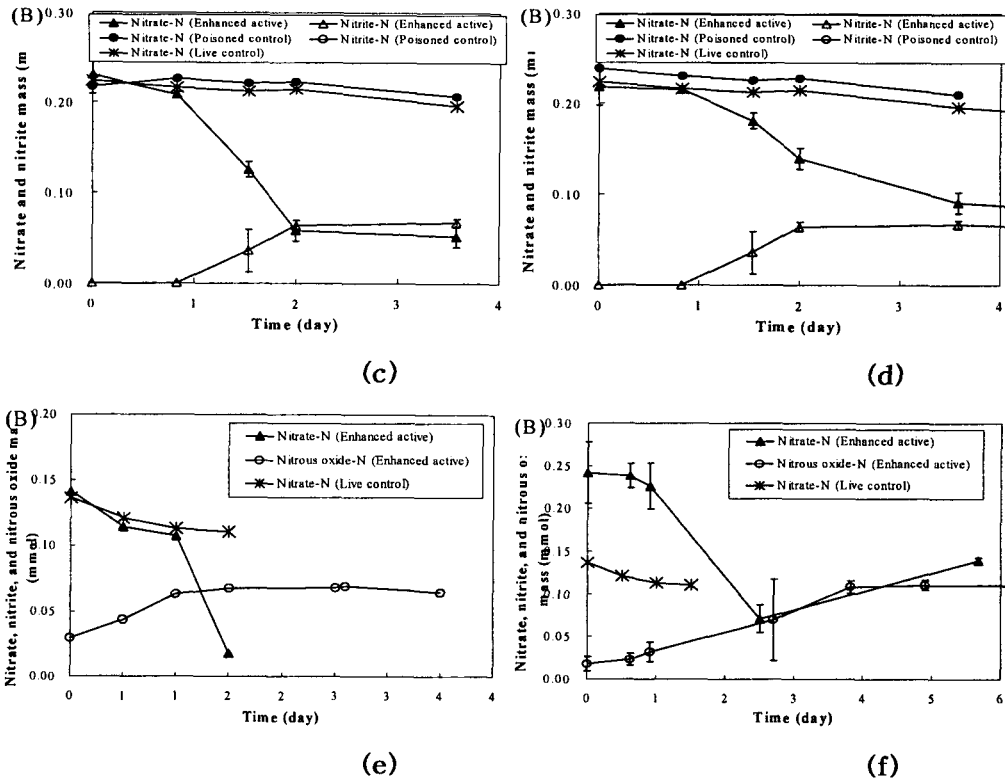 (B)
0.30
0.20
0.10
0.00
Nitrate and nitrite mass (m
Nitrate-N (Enhanced active)
Nitrite-N (Enhanced active)
Nitrate-N (Poisoned control)
Nitrite-N (Poisoned control)
Nitrate-N (Live control)
0 1 2 3 4
Time (day)
(c)
(B)
0.30
0.20
0.10
0.00
Nitrate and nitrite mass (m
Nitrate-N (Enhanced active)
Nitrite-N (Enhanced active)
Nitrate-N (Poisoned control)
Nitrite-N (Poisoned control)
Nitrate-N (Live control)
0 1 2 3 4
Time (day)
(d)
(B)
0.20
0.15
0.10
0.05
0.00
Nitrate, nitrite, and nitrous oxide ma
(mmol)
Nitrate-N (Enhanced active)
Nitrous oxide-N (Enhanced active)
Nitrate-N (Live control)
0 1 1 2 2 3 3 4 4
Time (day)
(e)
(B)
0.30
0.25
0.20
0.15
0.10
0.05
0.00
Nitrate, nitrite, and nitrous o
mass (mmol)
Nitrate-N (Enhanced active)
Nitrous oxide-N (Enhanced active)
Nitrate-N (Live control)
0 1 2 3 4 5 6
Time (day)
(f)